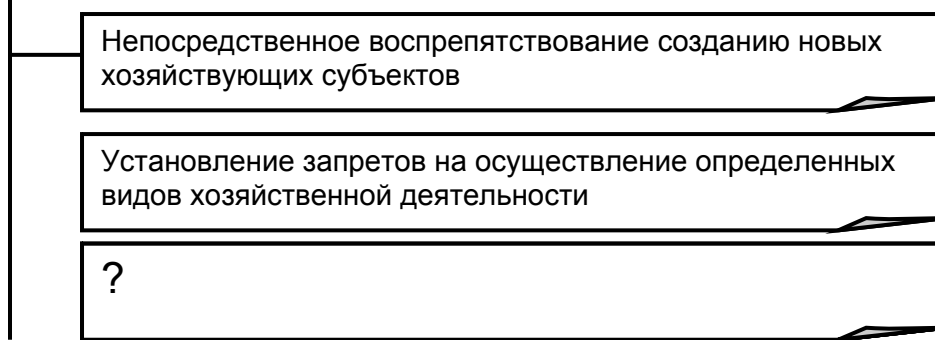 Непосредственное воспрепятствование созданию новых
хозяйствующих субъектов
Установление запретов на осуществление определенных
видов хозяйственной деятельности
?